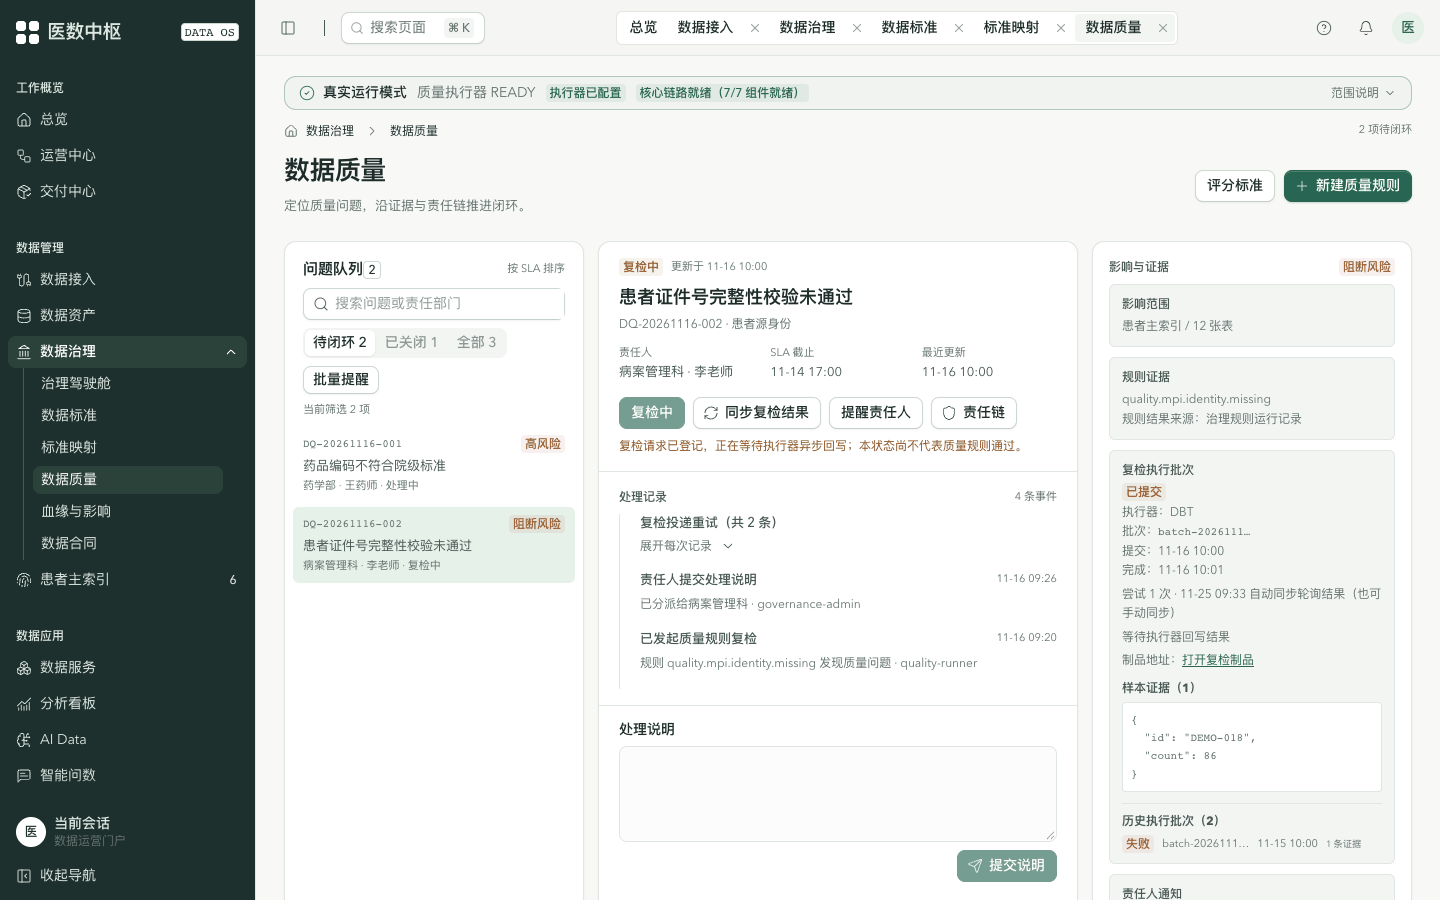 医数中枢
DATA OS
工作概览
总览
运营中心
交付中心
数据管理
数据接入
数据资产
数据治理
治理驾驶舱
数据标准
标准映射
数据质量
血缘与影响
数据合同
患者主索引 6
数据应用
数据服务
分析看板
AI Data
智能问数
医
当前会话
数据运营门户
收起导航
搜索页面 ⌘ K
总览 数据接入 数据治理 数据标准 标准映射 数据质量
医
真实运行模式 质量执行器 READY 执行器已配置 核心链路就绪（7/7 组件就绪） 范围说明
数据治理 数据质量 2 项待闭环
数据质量
定位质量问题，沿证据与责任链推进闭环。
评分标准 新建质量规则
问题队列 2 按 SLA 排序
搜索问题或责任部门
待闭环 2 已关闭 1 全部 3
批量提醒
当前筛选 2 项
DQ-20261116-001 高风险
药品编码不符合院级标准
药学部 · 王药师 · 处理中
DQ-20261116-002 阻断风险
患者证件号完整性校验未通过
病案管理科 · 李老师 · 复检中
复检中 更新于 11-16 10:00
患者证件号完整性校验未通过
DQ-20261116-002 · 患者源身份
责任人 SLA 截止 最近更新
病案管理科 · 李老师 11-14 17:00 11-16 10:00
复检中 同步复检结果 提醒责任人 责任链
复检请求已登记，正在等待执行器异步回写；本状态尚不代表质量规则通过。
处理记录 4 条事件
复检投递重试（共 2 条）
展开每次记录
责任人提交处理说明 11-16 09:26
已分派给病案管理科 · governance-admin
已发起质量规则复检 11-16 09:20
规则 quality.mpi.identity.missing 发现质量问题 · quality-runner
处理说明
提交说明
影响与证据 阻断风险
影响范围
患者主索引 / 12 张表
规则证据
quality.mpi.identity.missing
规则结果来源：治理规则运行记录
复检执行批次
已提交
执行器：DBT
批次：batch-2026111…
提交：11-16 10:00
完成：11-16 10:01
尝试 1 次 · 11-25 09:33 自动同步轮询结果（也可
手动同步）
等待执行器回写结果
制品地址：打开复检制品
样本证据（1）
{
"id": "DEMO-018",
"count": 86
}
历史执行批次（2）
失败 batch-2026111… 11-15 10:00 1 条证据
责任人通知